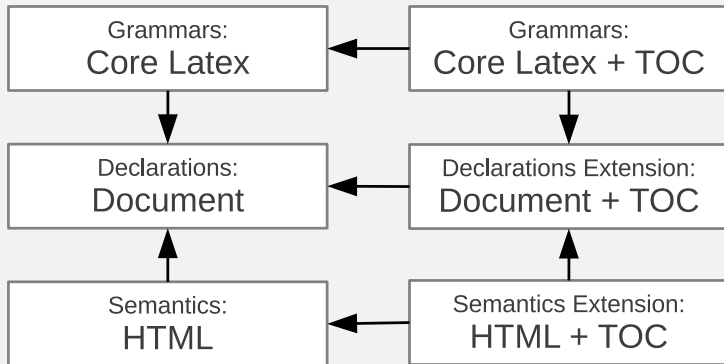 Grammars:
Core Latex
Grammars:
Core Latex + TOC
Declarations:
Document
Declarations Extension:
Document + TOC
Semantics:
HTML
Semantics Extension:
HTML + TOC